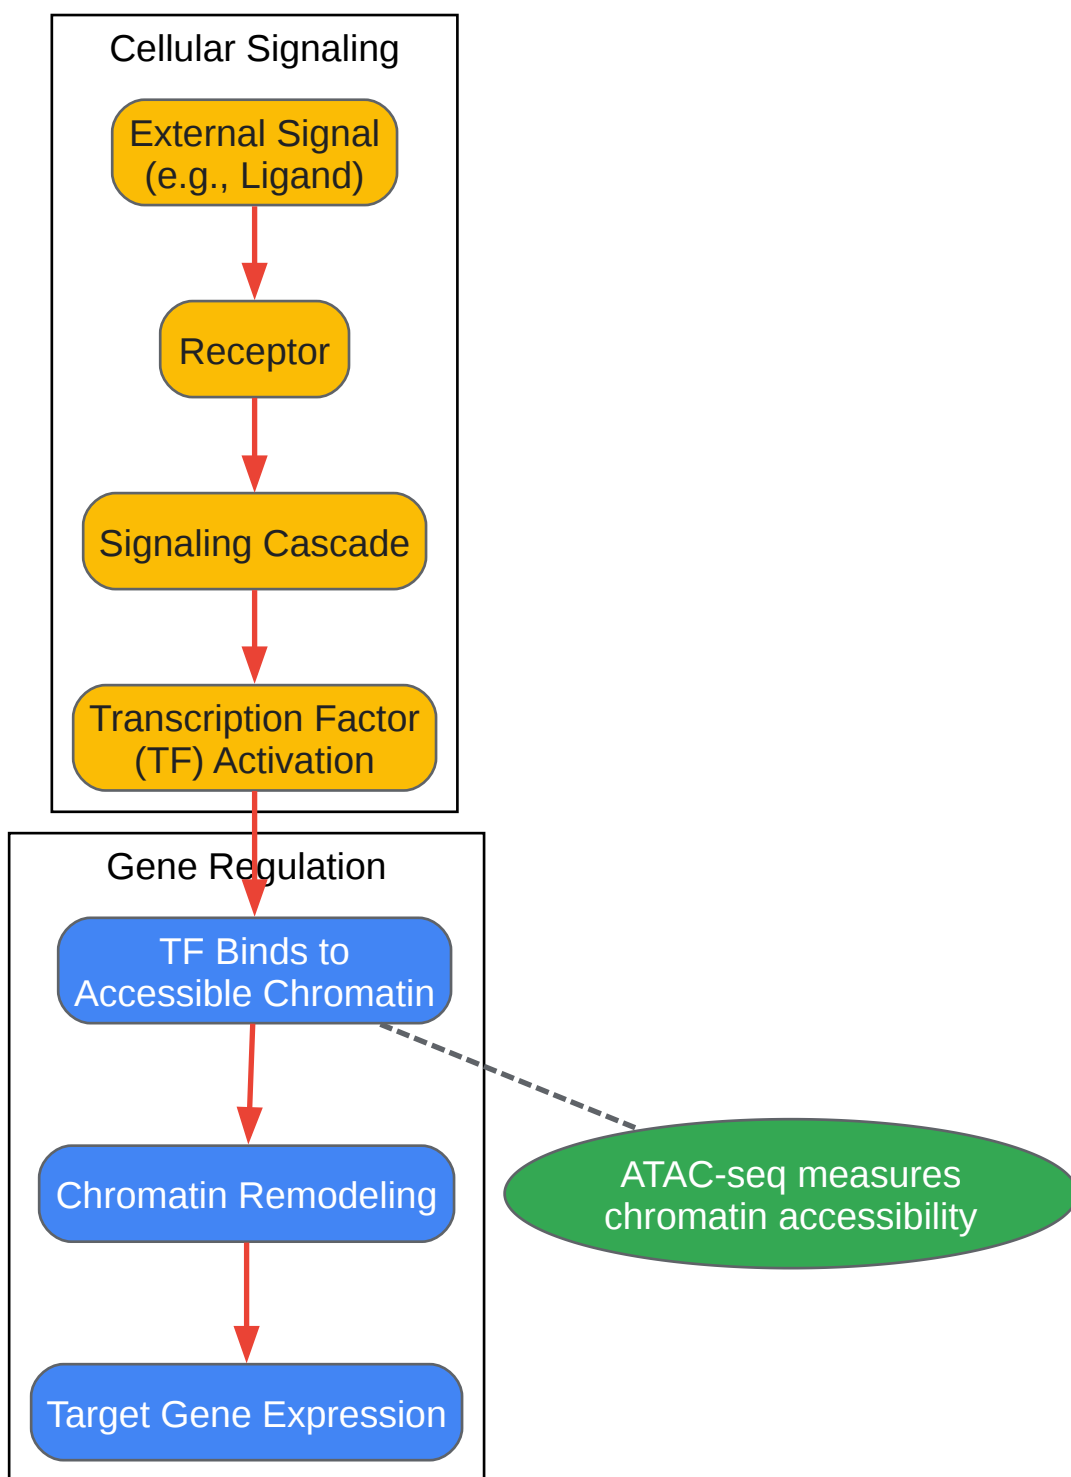 Cellular Signaling
External Signal
(e.g., Ligand)
Receptor
Signaling Cascade
Transcription Factor
(TF) Activation
Gene Regulation
TF Binds to
Accessible Chromatin
Chromatin Remodeling
ATAC-seq measures
chromatin accessibility
Target Gene Expression